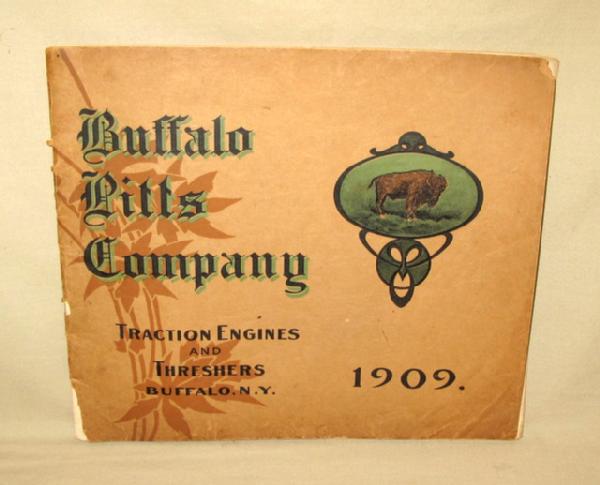 Buffalo
Pitts
Company
TRACTION ENGINES
AND
THRESHERS
BUFFALO, N.Y.
1909.